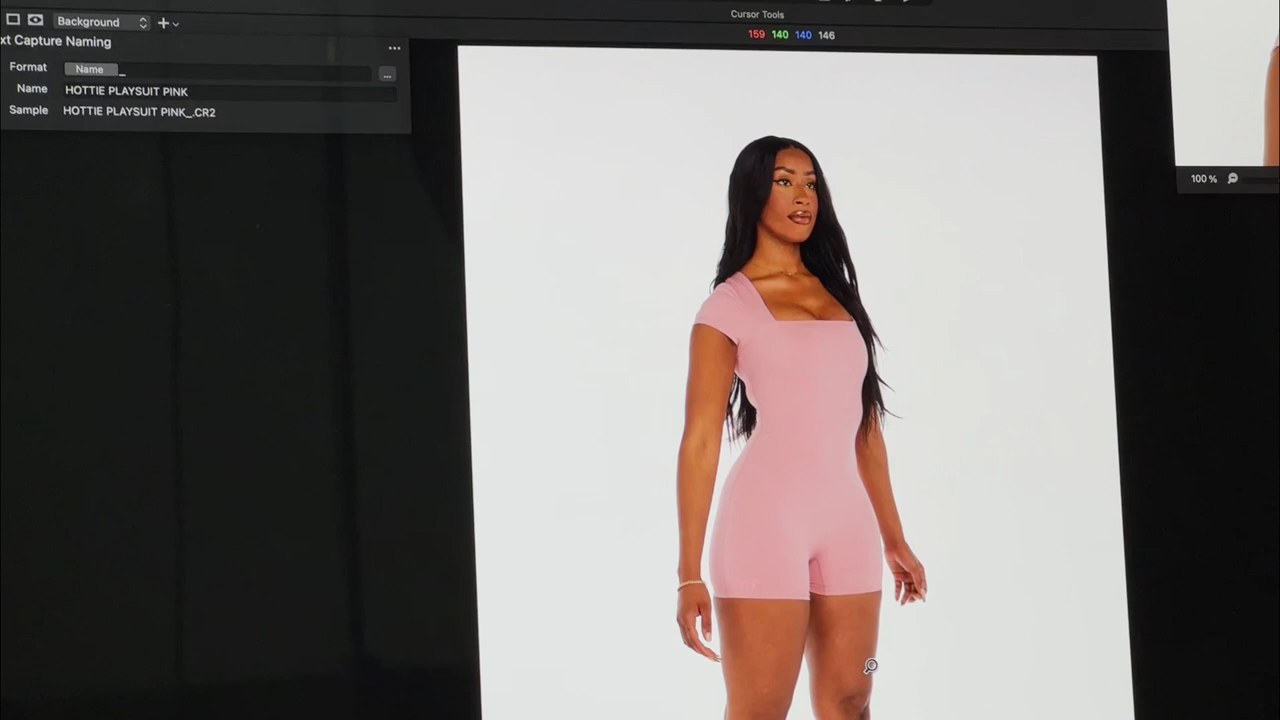 Background
Cursor Tools
159 140 140 146
xt Capture Naming
Format Name _
Name HOTTIE PLAYSUIT PINK
Sample HOTTIE PLAYSUIT PINK_.CR2
100 %